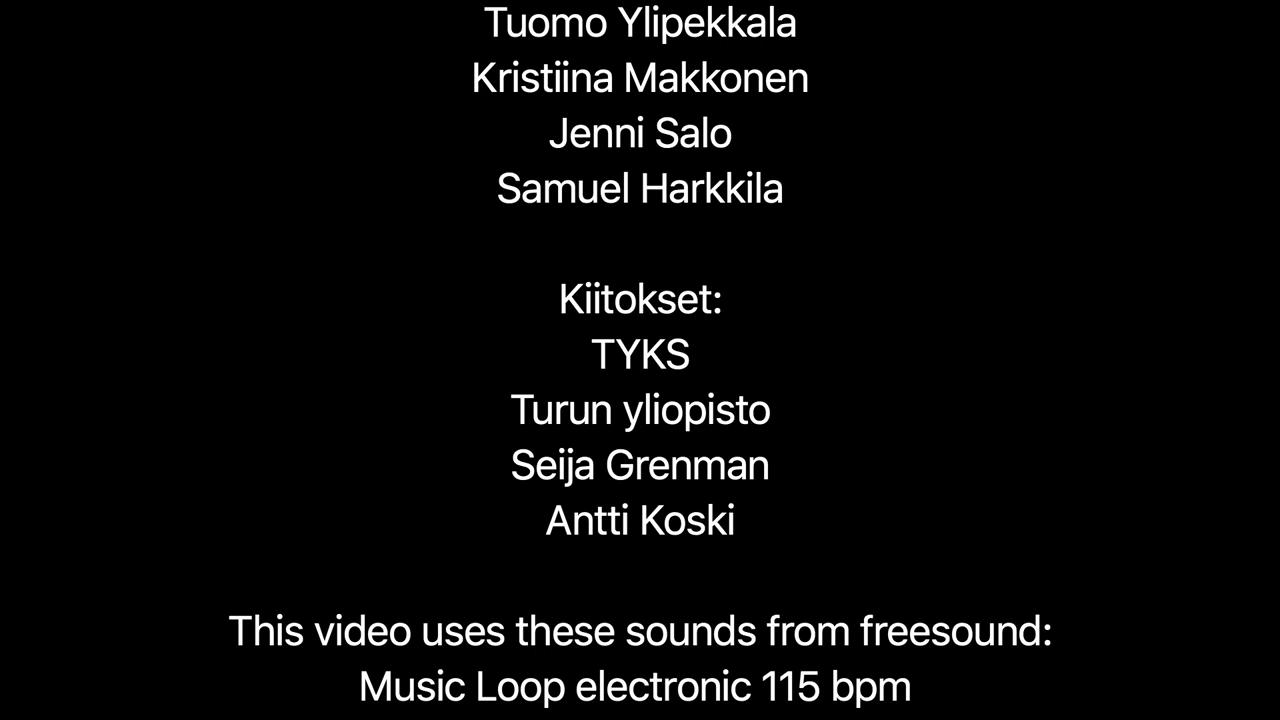 Tuomo Ylipekkala
Kristiina Makkonen
Jenni Salo
Samuel Harkkila
Kiitokset:
TYKS
Turun yliopisto
Seija Grenman
Antti Koski
This video uses these sounds from freesound:
Music Loop electronic 115 bpm